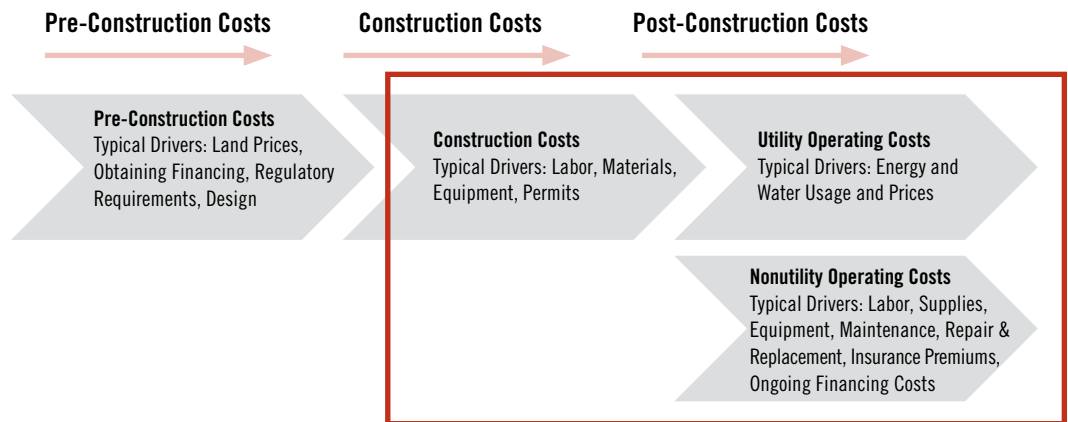 Pre-Construction Costs
Construction Costs
Post-Construction Costs
Pre-Construction Costs
Typical Drivers: Land Prices,
Obtaining Financing, Regulatory
Requirements, Design
Construction Costs
Typical Drivers: Labor, Materials,
Equipment, Permits
Utility Operating Costs
Typical Drivers: Energy and
Water Usage and Prices
Nonutility Operating Costs
Typical Drivers: Labor, Supplies,
Equipment, Maintenance, Repair &
Replacement, Insurance Premiums,
Ongoing Financing Costs